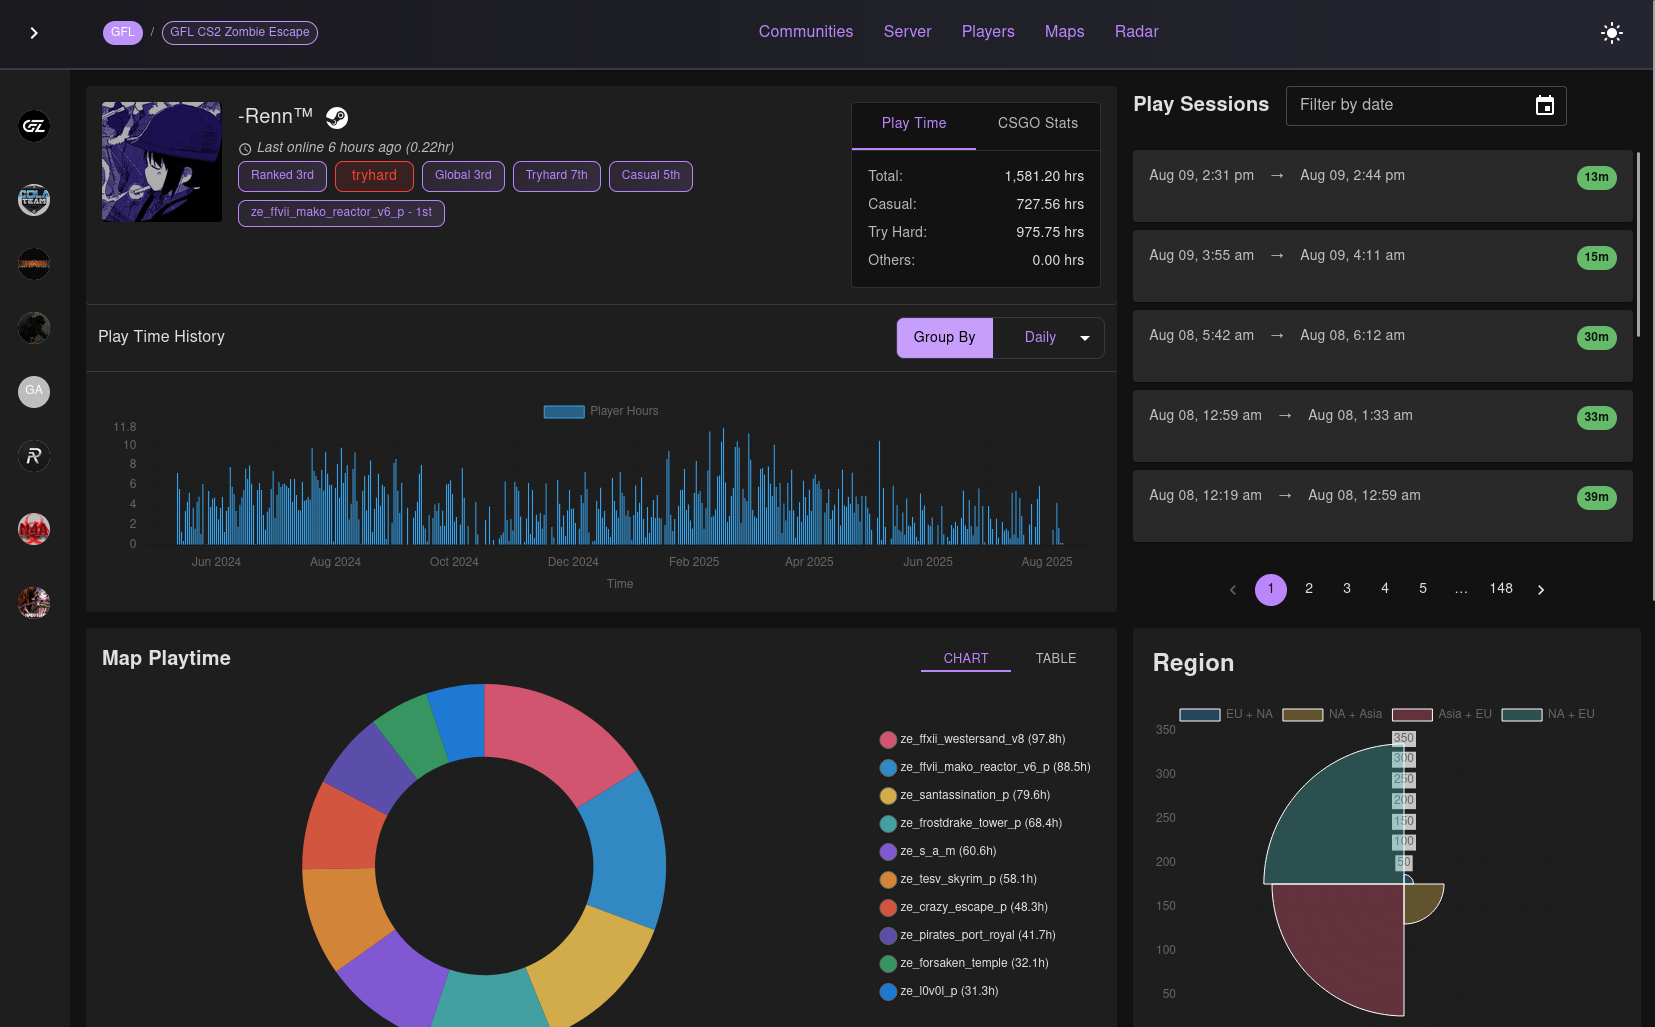 GFL / GFL CS2 Zombie Escape
Communities Server Players Maps Radar
GA
-Renn™
Last online 6 hours ago (0.22hr)
Ranked 3rd tryhard Global 3rd Tryhard 7th Casual 5th
ze_ffvii_mako_reactor_v6_p - 1st
Play Time CSGO Stats
Total: 1,581.20 hrs
Casual: 727.56 hrs
Try Hard: 975.75 hrs
Others: 0.00 hrs
Play Time History
Group By Daily
Player Hours
11.8
10
8
6
4
2
0
Jun 2024 Aug 2024 Oct 2024 Dec 2024 Feb 2025 Apr 2025 Jun 2025 Aug 2025
Time
Play Sessions Filter by date
Aug 09, 2:31 pm → Aug 09, 2:44 pm 13m
Aug 09, 3:55 am → Aug 09, 4:11 am 15m
Aug 08, 5:42 am → Aug 08, 6:12 am 30m
Aug 08, 12:59 am → Aug 08, 1:33 am 33m
Aug 08, 12:19 am → Aug 08, 12:59 am 39m
1 2 3 4 5 … 148
Map Playtime
CHART TABLE
ze_ffxii_westersand_v8 (97.8h)
ze_ffvii_mako_reactor_v6_p (88.5h)
ze_santassination_p (79.6h)
ze_frostdrake_tower_p (68.4h)
ze_s_a_m (60.6h)
ze_tesv_skyrim_p (58.1h)
ze_crazy_escape_p (48.3h)
ze_pirates_port_royal (41.7h)
ze_forsaken_temple (32.1h)
ze_l0v0l_p (31.3h)
Region
EU + NA NA + Asia Asia + EU NA + EU
350
300
250
200
150
100
50
350
300
250
200
150
100
50